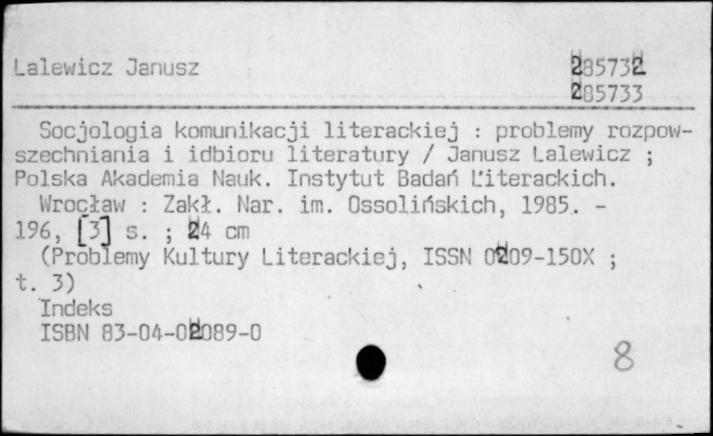 Lalewicz Janusz 285732
285733
Socjologia komunikacji literackiej : problemy rozpow-
szechniania i idbioru literatury / Janusz Lalewicz ;
Polska Akademia Nauk. Instytut Badań Literackich.
Wrocław : Zakł. Nar. im. Ossolińskich, 1985. -
196, [3] s. ; 24 cm
(Problemy Kultury Literackiej, ISSN 0209-150X ;
t. 3)
Indeks
ISBN 83-04-02089-0
8